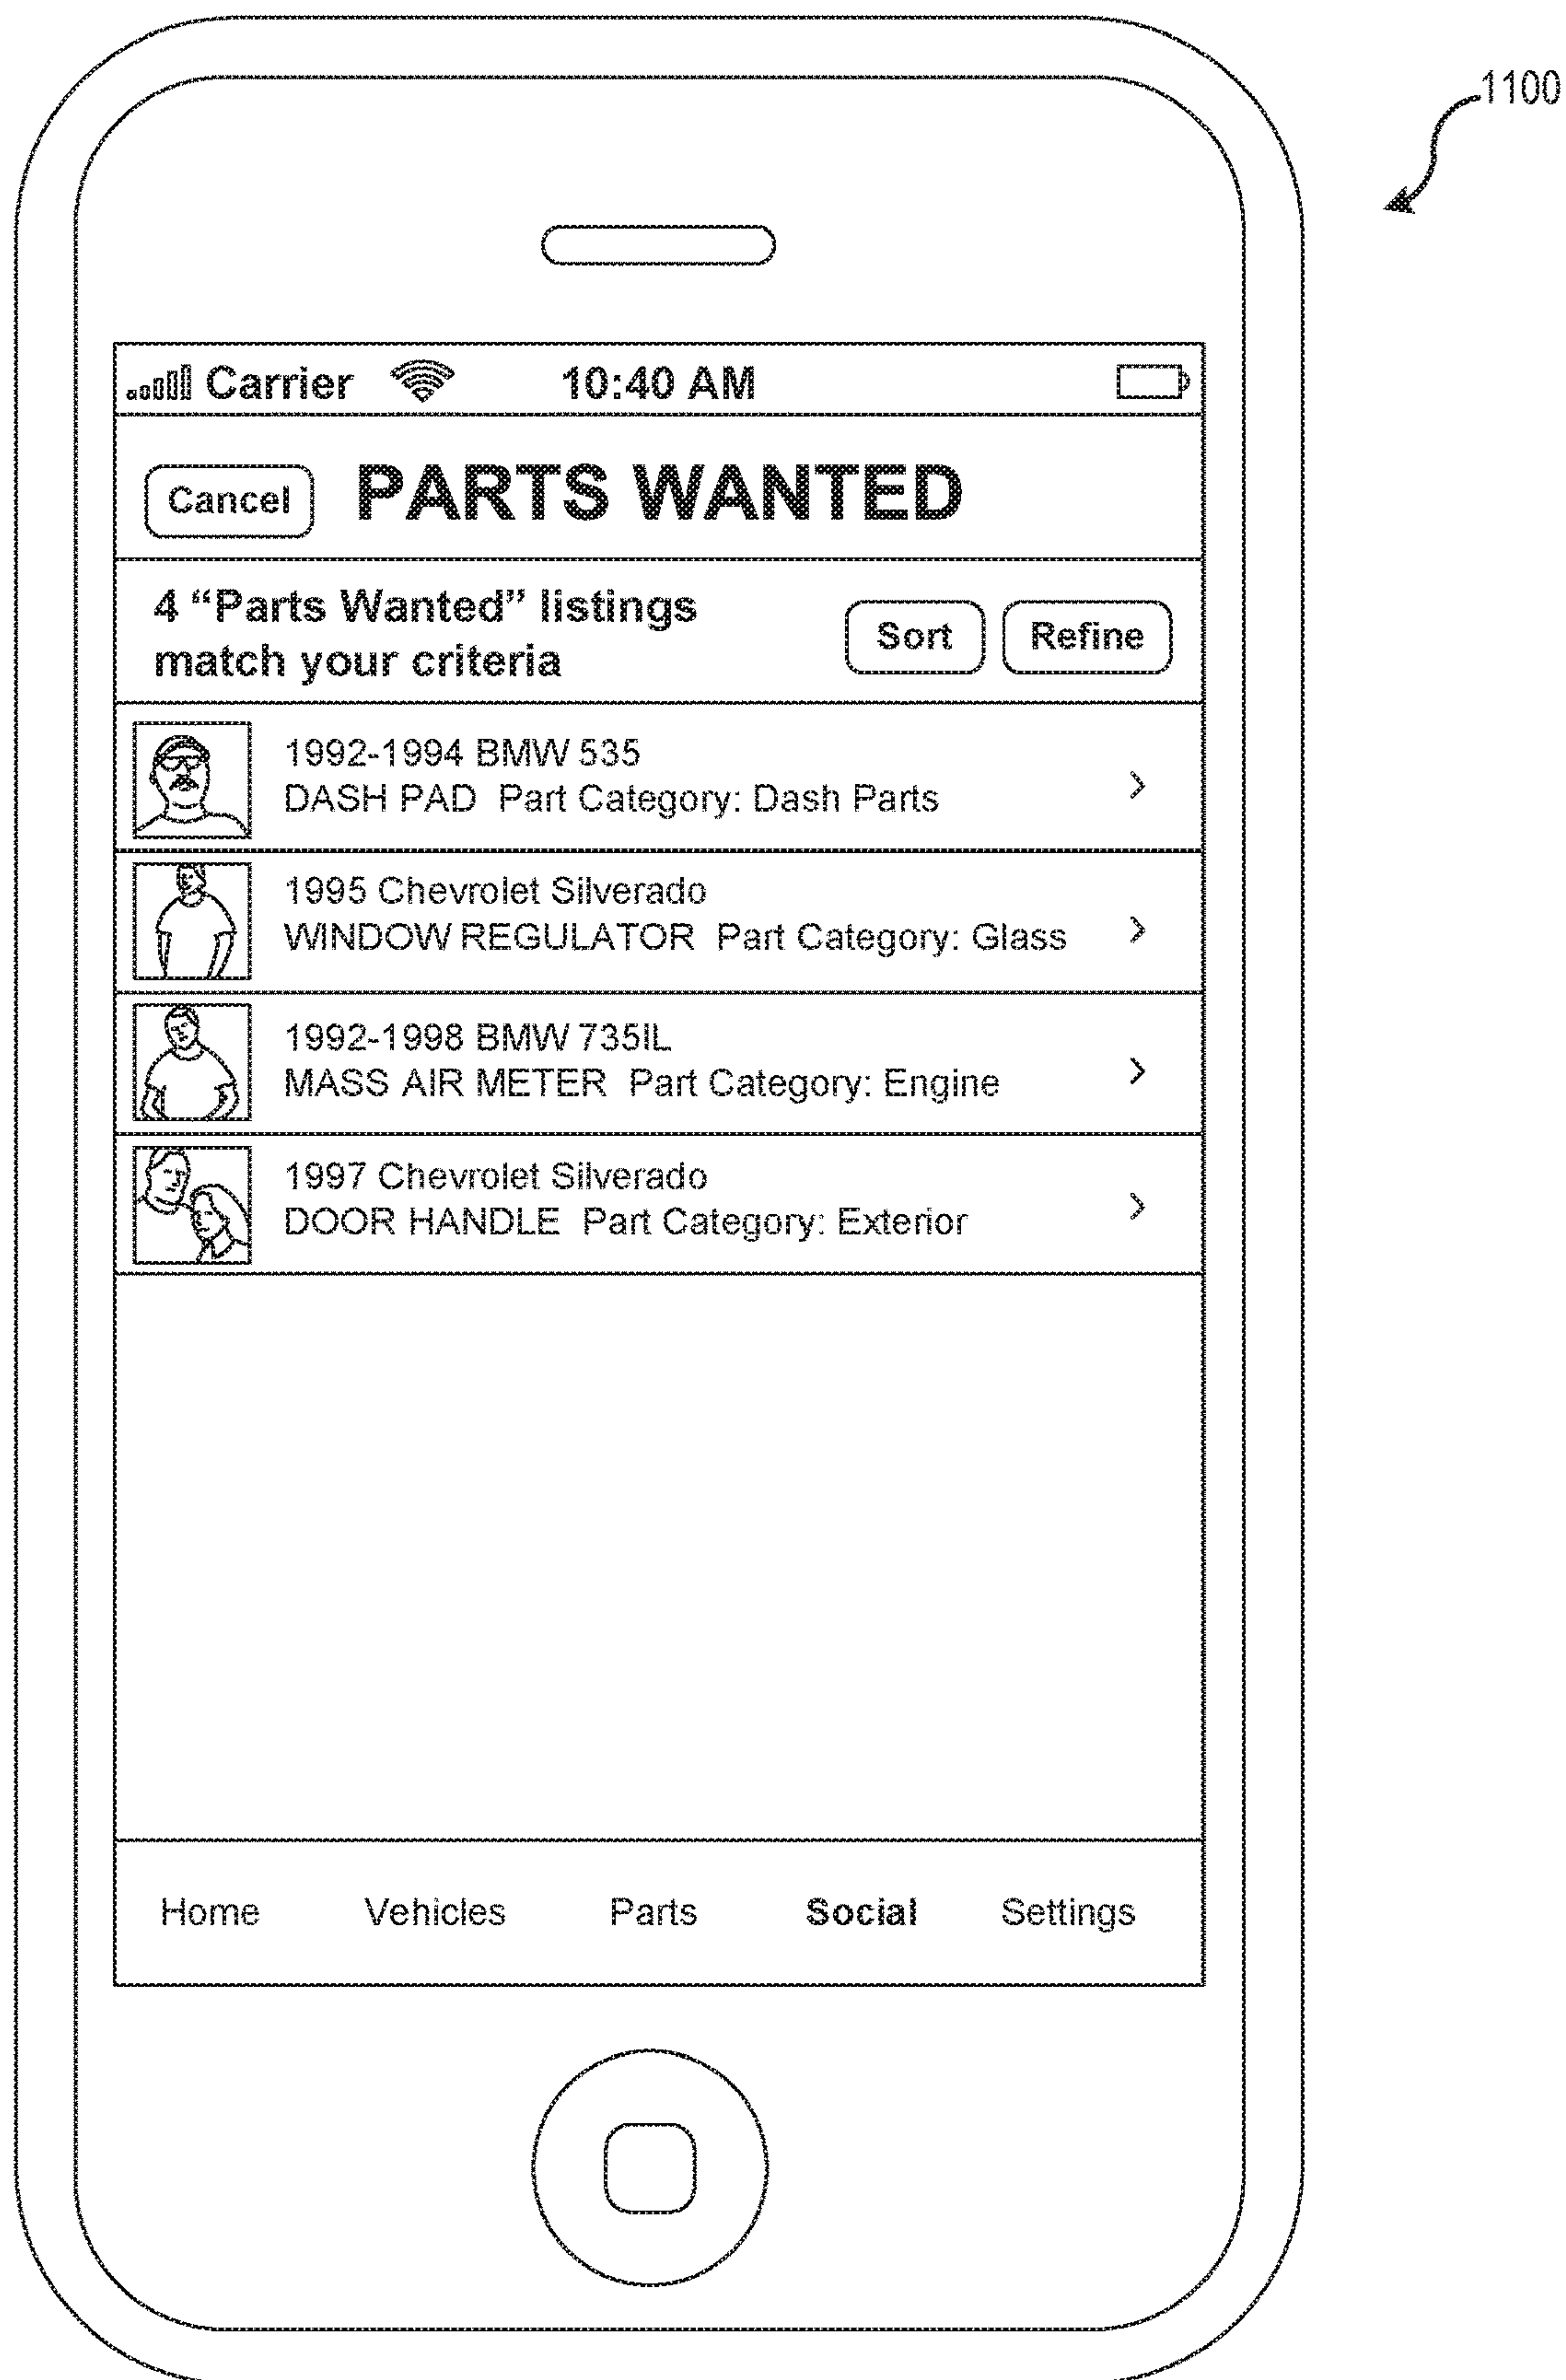 1100
Carrier 10:40 AM
Cancel PARTS WANTED
4 “Parts Wanted” listings
match your criteria
Sort Refine
1992-1994 BMW 535
DASH PAD Part Category: Dash Parts
1995 Chevrolet Silverado
WINDOW REGULATOR Part Category: Glass
1992-1998 BMW 735IL
MASS AIR METER Part Category: Engine
1997 Chevrolet Silverado
DOOR HANDLE Part Category: Exterior
Home Vehicles Parts Social Settings